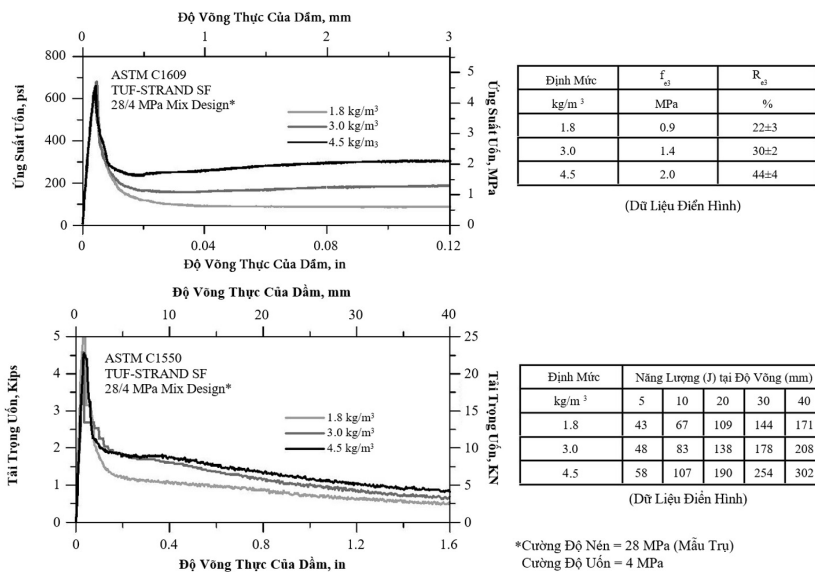 Độ Võng Thực Của Dầm, mm
0 1 2 3
800
600
400
200
0
Ứng Suất Uốn, psi
ASTM C1609
TUF-STRAND SF
28/4 MPa Mix Design*
1.8 kg/m³
3.0 kg/m³
4.5 kg/m3
5
4
3
2
1
0
Ứng Suất Uốn, MPa
0 0.04 0.08 0.12
Độ Võng Thực Của Dầm, in
Định Mức f e3 R e3
kg/m ³ MPa %
1.8 0.9 22±3
3.0 1.4 30±2
4.5 2.0 44±4
(Dữ Liệu Điển Hình)
Độ Võng Thực Của Dầm, mm
0 10 20 30 40
5
4
3
2
1
0
Tải Trọng Uốn, Kips
ASTM C1550
TUF-STRAND SF
28/4 MPa Mix Design*
1.8 kg/m³
3.0 kg/m³
4.5 kg/m³
25
20
15
10
5
0
Tải Trọng Uốn, KN
0 0.4 0.8 1.2 1.6
Độ Võng Thực Của Dầm, in
Định Mức Năng Lượng (J) tại Độ Võng (mm)
kg/m ³ 5 10 20 30 40
1.8 43 67 109 144 171
3.0 48 83 138 178 208
4.5 58 107 190 254 302
(Dữ Liệu Điển Hình)
*Cường Độ Nén = 28 MPa (Mẫu Trụ)
Cường Độ Uốn = 4 MPa